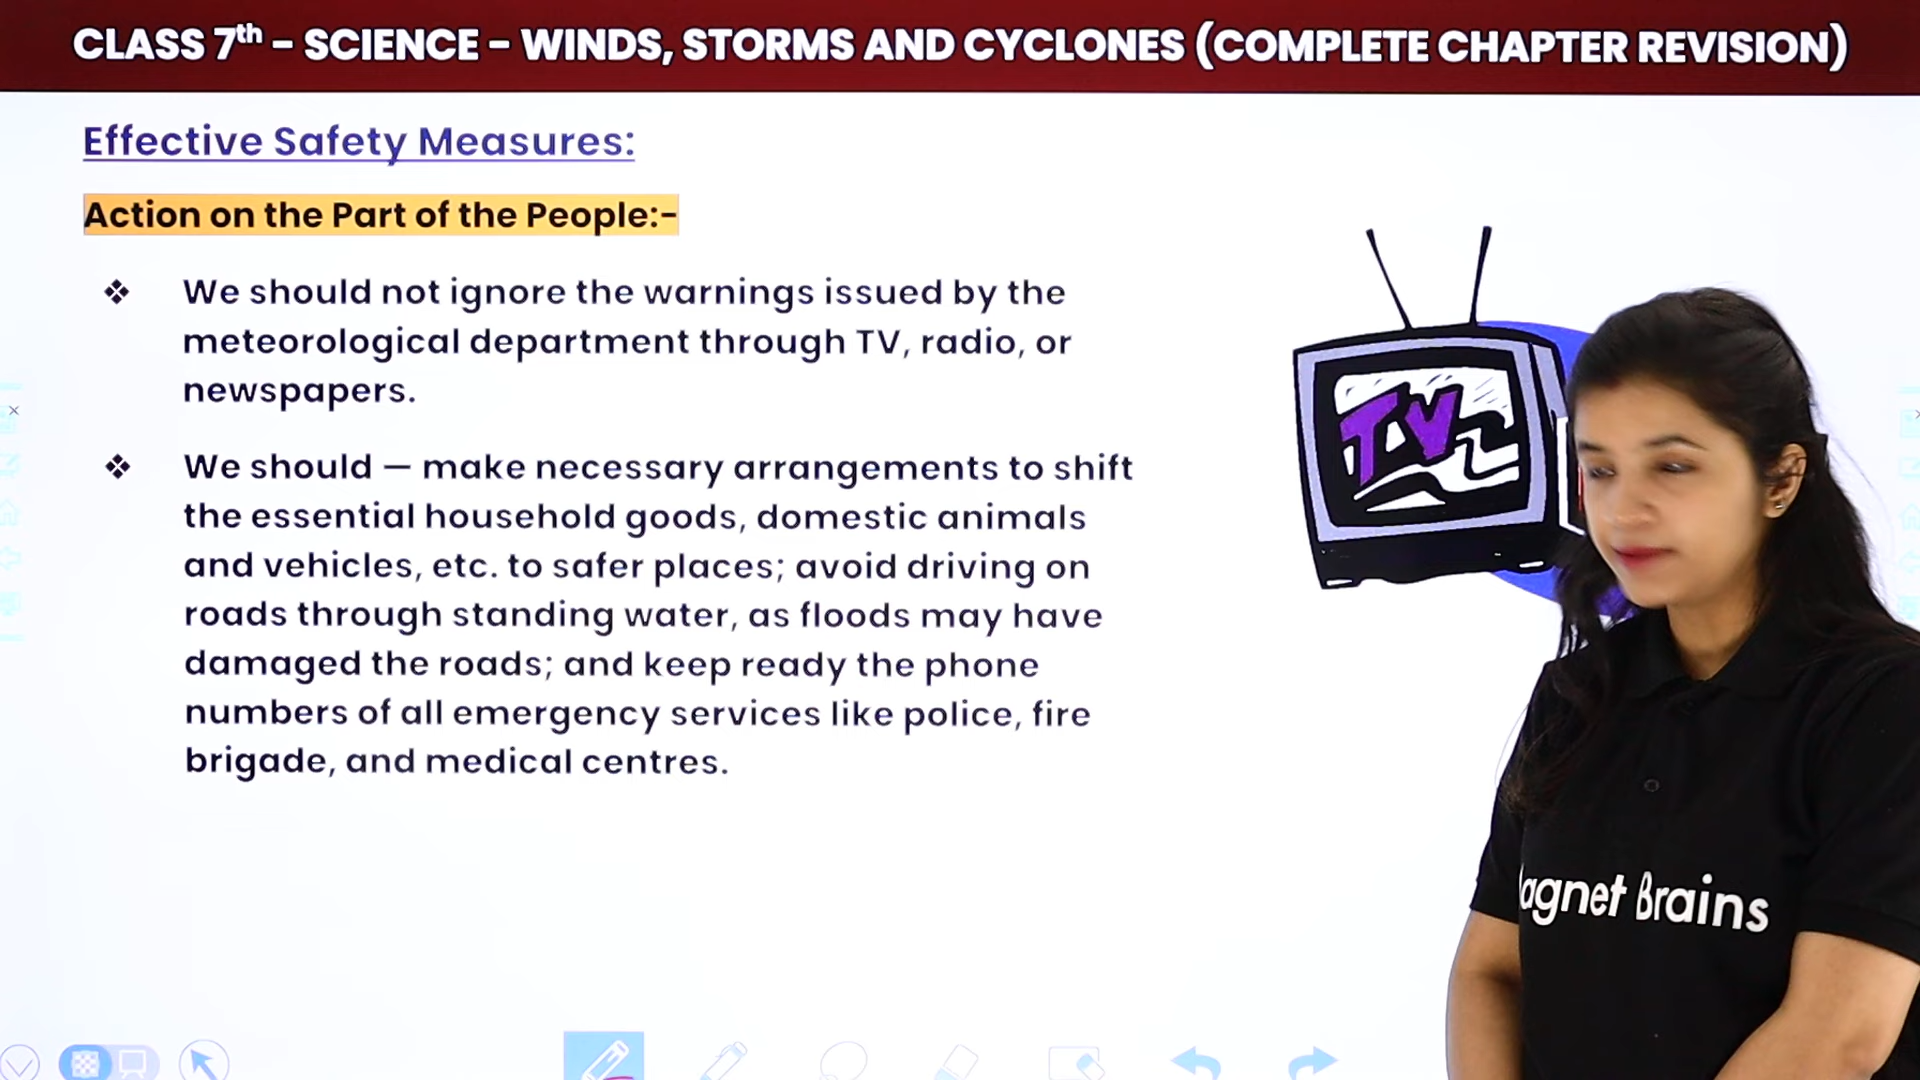 CLASS 7th – SCIENCE – WINDS, STORMS AND CYCLONES (COMPLETE CHAPTER REVISION)
Effective Safety Measures:
Action on the Part of the People:-
❖ We should not ignore the warnings issued by the
meteorological department through TV, radio, or
newspapers.
❖ We should — make necessary arrangements to shift
the essential household goods, domestic animals
and vehicles, etc. to safer places; avoid driving on
roads through standing water, as floods may have
damaged the roads; and keep ready the phone
numbers of all emergency services like police, fire
brigade, and medical centres.
TV
agnet Brains